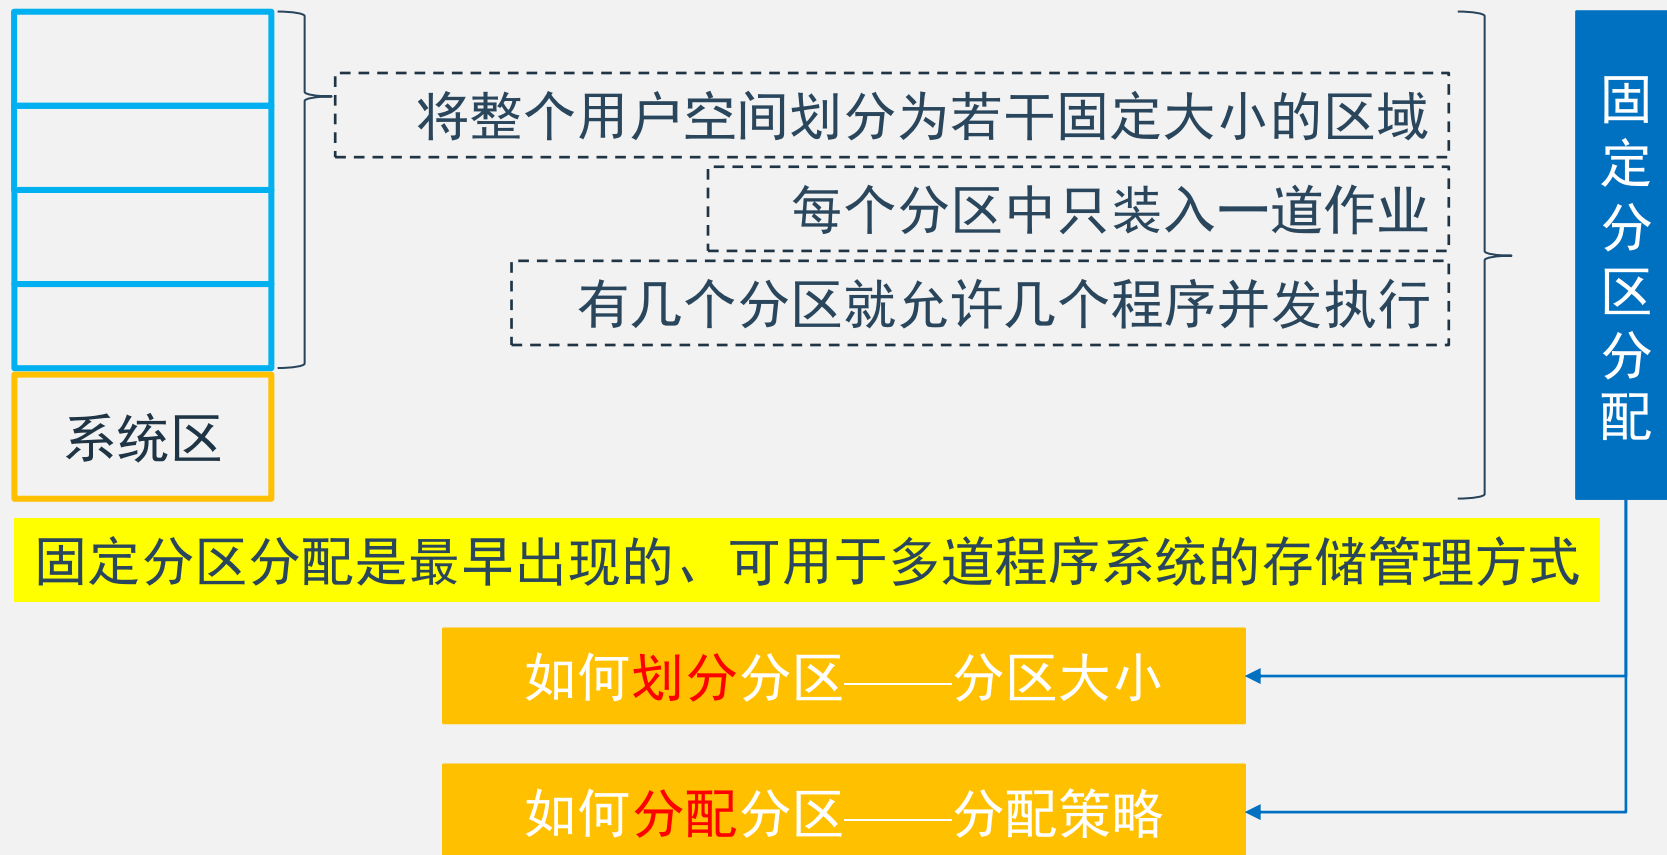 将整个用户空间划分为若干固定大小的区域
每个分区中只装入一道作业
有几个分区就允许几个程序并发执行
固定分区分配
系统区
固定分区分配是最早出现的、可用于多道程序系统的存储管理方式
如何划分分区——分区大小
如何分配分区——分配策略